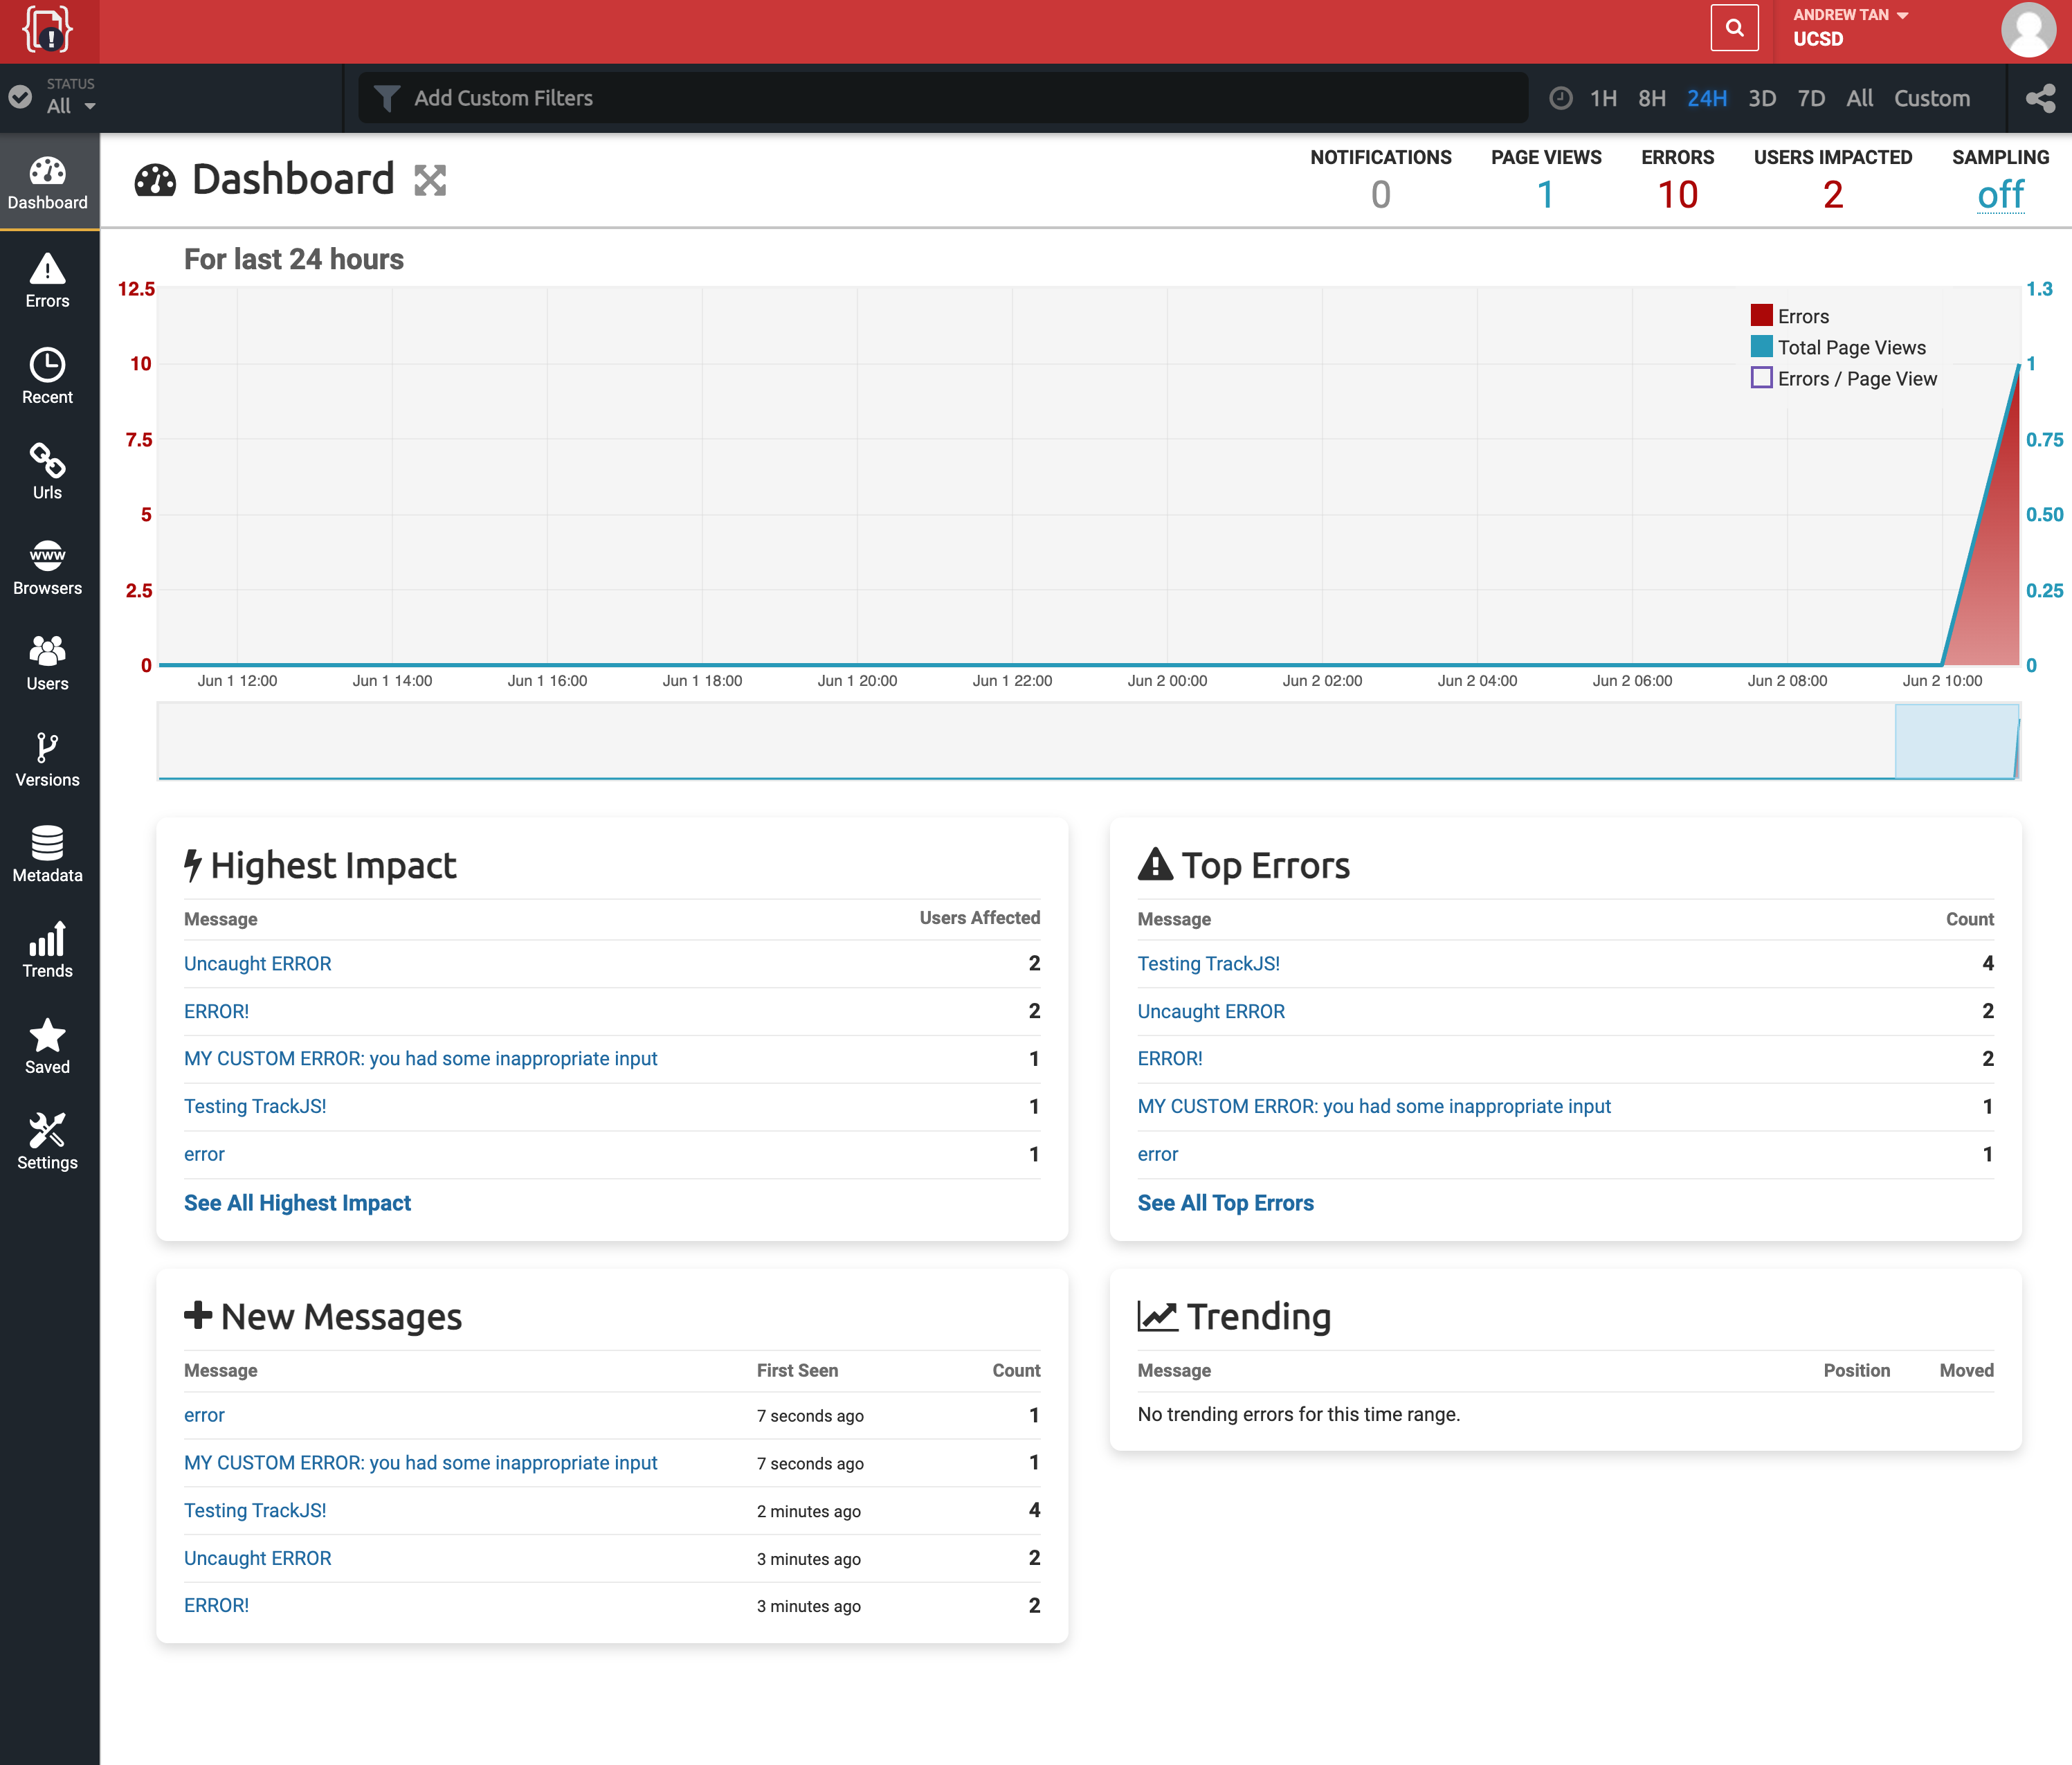 ANDREW TAN
UCSD
STATUS
All
Add Custom Filters
1H 8H 24H 3D 7D All Custom
Dashboard
Errors
Recent
Urls
www
Browsers
Users
Versions
Metadata
Trends
Saved
Settings
Dashboard
NOTIFICATIONS PAGE VIEWS ERRORS USERS IMPACTED SAMPLING
0 1 10 2 off
For last 24 hours
12.5
10
7.5
5
2.5
0
1.3
1
0.75
0.50
0.25
0
Errors
Total Page Views
Errors / Page View
Jun 1 12:00 Jun 1 14:00 Jun 1 16:00 Jun 1 18:00 Jun 1 20:00 Jun 1 22:00 Jun 2 00:00 Jun 2 02:00 Jun 2 04:00 Jun 2 06:00 Jun 2 08:00 Jun 2 10:00
Highest Impact
Message Users Affected
Uncaught ERROR 2
ERROR! 2
MY CUSTOM ERROR: you had some inappropriate input 1
Testing TrackJS! 1
error 1
See All Highest Impact
Top Errors
Message Count
Testing TrackJS! 4
Uncaught ERROR 2
ERROR! 2
MY CUSTOM ERROR: you had some inappropriate input 1
error 1
See All Top Errors
New Messages
Message First Seen Count
error 7 seconds ago 1
MY CUSTOM ERROR: you had some inappropriate input 7 seconds ago 1
Testing TrackJS! 2 minutes ago 4
Uncaught ERROR 3 minutes ago 2
ERROR! 3 minutes ago 2
Trending
Message Position Moved
No trending errors for this time range.